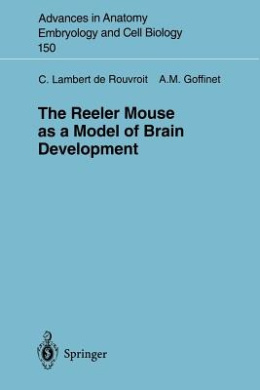 Advances in Anatomy
Embryology and Cell Biology
150
C. Lambert de Rouvroit   A.M. Goffinet
The Reeler Mouse
as a Model of Brain
Development
Springer